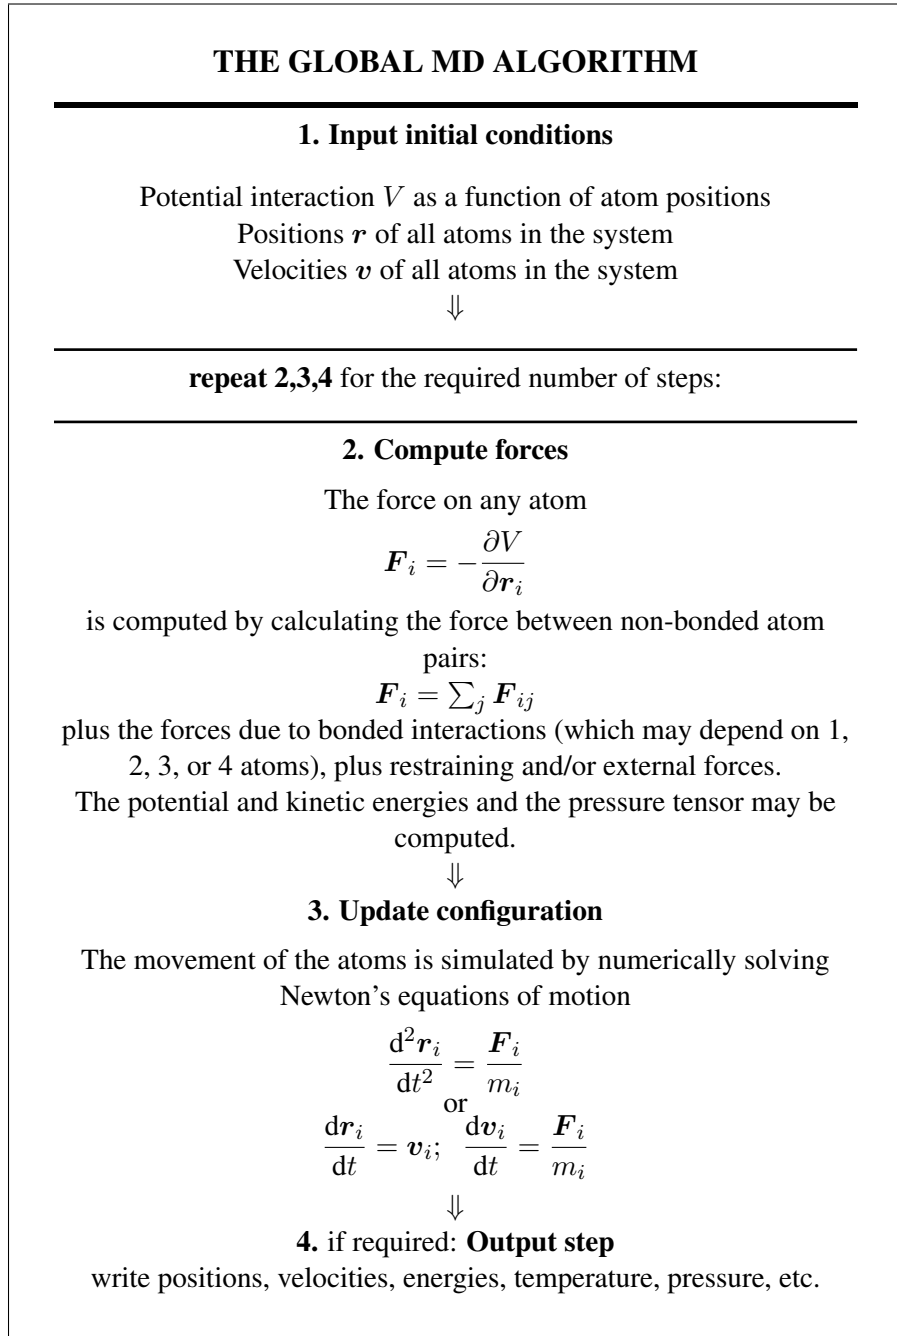 THE GLOBAL MD ALGORITHM
1. Input initial conditions
Potential interaction V as a function of atom positions
Positions r of all atoms in the system
Velocities v of all atoms in the system
⇓
repeat 2,3,4 for the required number of steps:
2. Compute forces
The force on any atom
F_i = −∂V/∂r_i
is computed by calculating the force between non-bonded atom
pairs:
F_i = ∑_j F_ij
plus the forces due to bonded interactions (which may depend on 1,
2, 3, or 4 atoms), plus restraining and/or external forces.
The potential and kinetic energies and the pressure tensor may be
computed.
⇓
3. Update configuration
The movement of the atoms is simulated by numerically solving
Newton's equations of motion
d²r_i/dt² = F_i/m_i
or
dr_i/dt = v_i; dv_i/dt = F_i/m_i
⇓
4. if required: Output step
write positions, velocities, energies, temperature, pressure, etc.